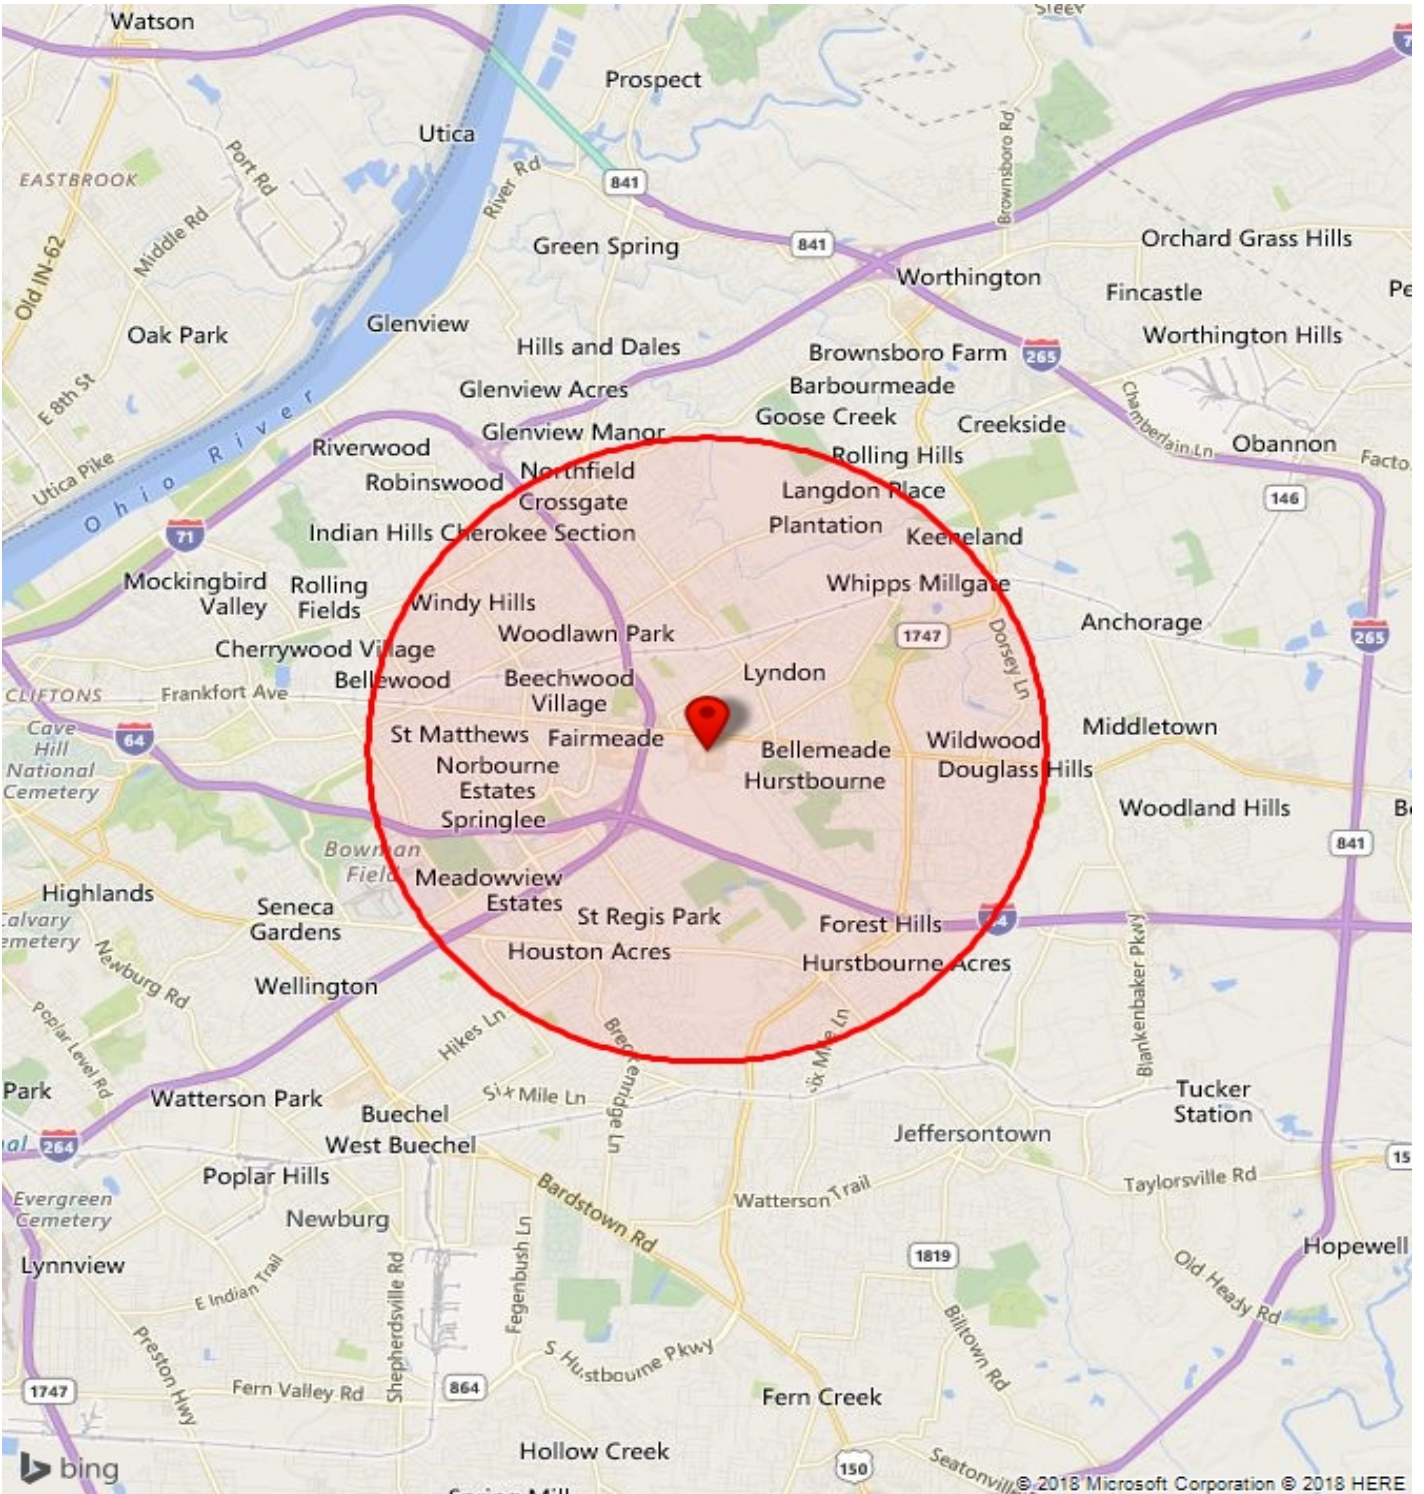 Watson
Prospect
Utica
Port Rd
EASTBROOK
River Rd
841
Brownsboro Rd
Middle Rd
Old IN-62
Green Spring
841
Orchard Grass Hills
Worthington
Fincastle
Oak Park
Glenview
Hills and Dales
Worthington Hills
Brownsboro Farm
265
E 8th St
Glenview Acres
Barbourmeade
Goose Creek
Creekside
Chamberlain Ln
Glenview Manor
Riverwood
Rolling Hills
Obannon
Utica Pike
Ohio River
Robinswood
Northfield
Langdon Place
146
Crossgate
Plantation
71
Indian Hills Cherokee Section
Keeneland
Mockingbird
Valley
Rolling
Fields
Whipps Millgate
Windy Hills
Woodlawn Park
1747
Anchorage
265
Cherrywood Village
Dorsey Ln
Bellewood
Beechwood
Village
Lyndon
CLIFTONS
Frankfort Ave
Cave
Hill
National
Cemetery
64
St Matthews
Fairmeade
Bellemeade
Wildwood
Middletown
Norbourne
Estates
Hurstbourne
Douglass Hills
Woodland Hills
Springlee
841
Bowman
Field
Meadowview
Estates
Highlands
Seneca
Gardens
St Regis Park
Forest Hills
64
Houston Acres
Hurstbourne Acres
Newburg Rd
Wellington
Blankenbaker Pkwy
Poplar Level Rd
Hikes Ln
Breckenridge Ln
Park
Watterson Park
Six Mile Ln
Buechel
Tucker
Station
264
West Buechel
Jeffersontown
Poplar Hills
Taylorsville Rd
Evergreen
Cemetery
Newburg
Bardstown Rd
Watterson Trail
Lynnview
E Indian Trail
Shepherdsville Rd
Fegenbush Ln
1819
Hopewell
Old Heady Rd
Preston Hwy
S Hurstbourne Pkwy
Billtown Rd
1747
Fern Valley Rd
864
Fern Creek
Hollow Creek
150
bing
© 2018 Microsoft Corporation © 2018 HERE